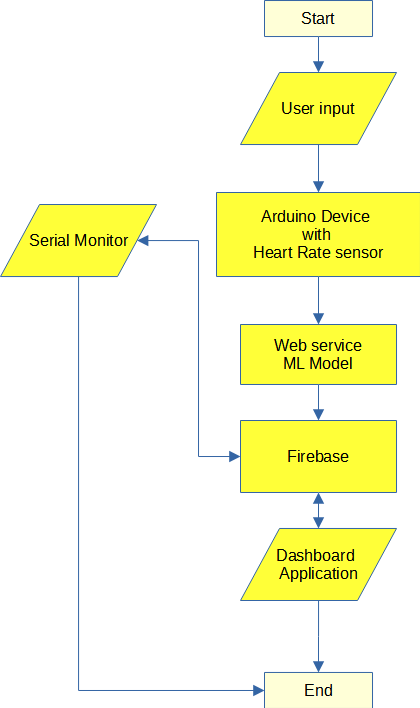 Start
User input
Arduino Device
with
Heart Rate sensor
Serial Monitor
Web service
ML Model
Firebase
Dashboard
Application
End